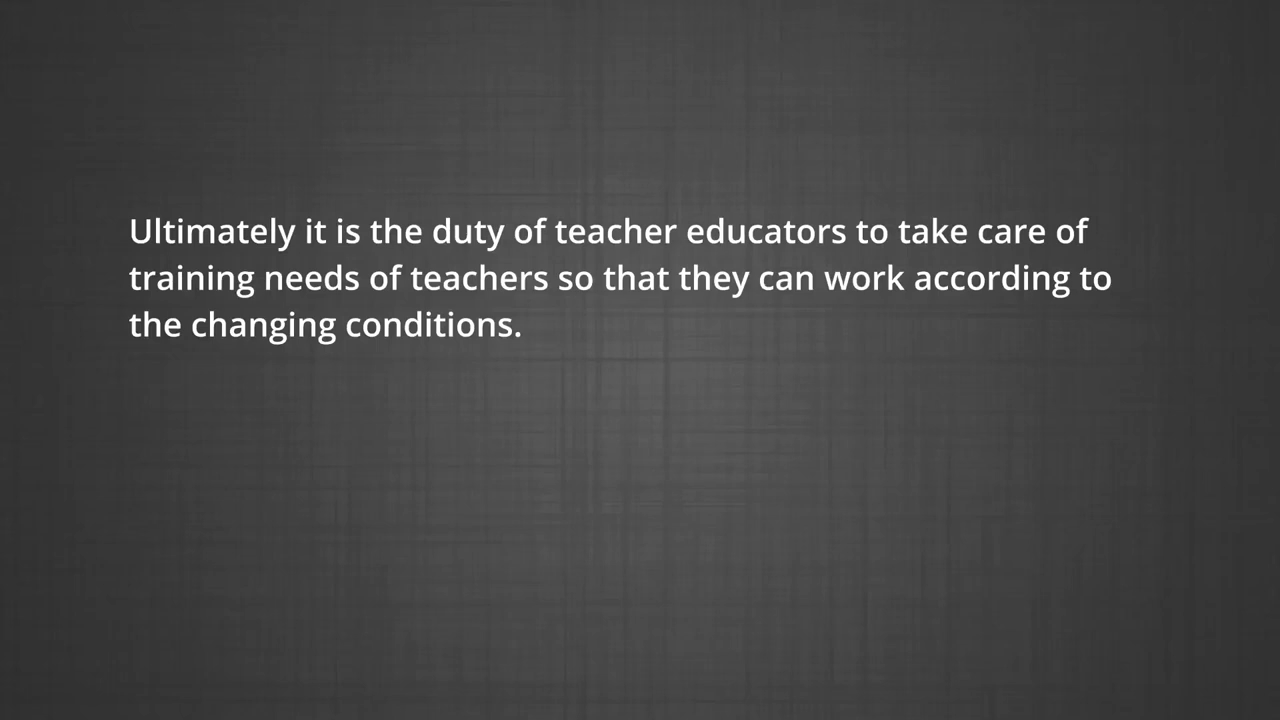 Ultimately it is the duty of teacher educators to take care of
training needs of teachers so that they can work according to
the changing conditions.